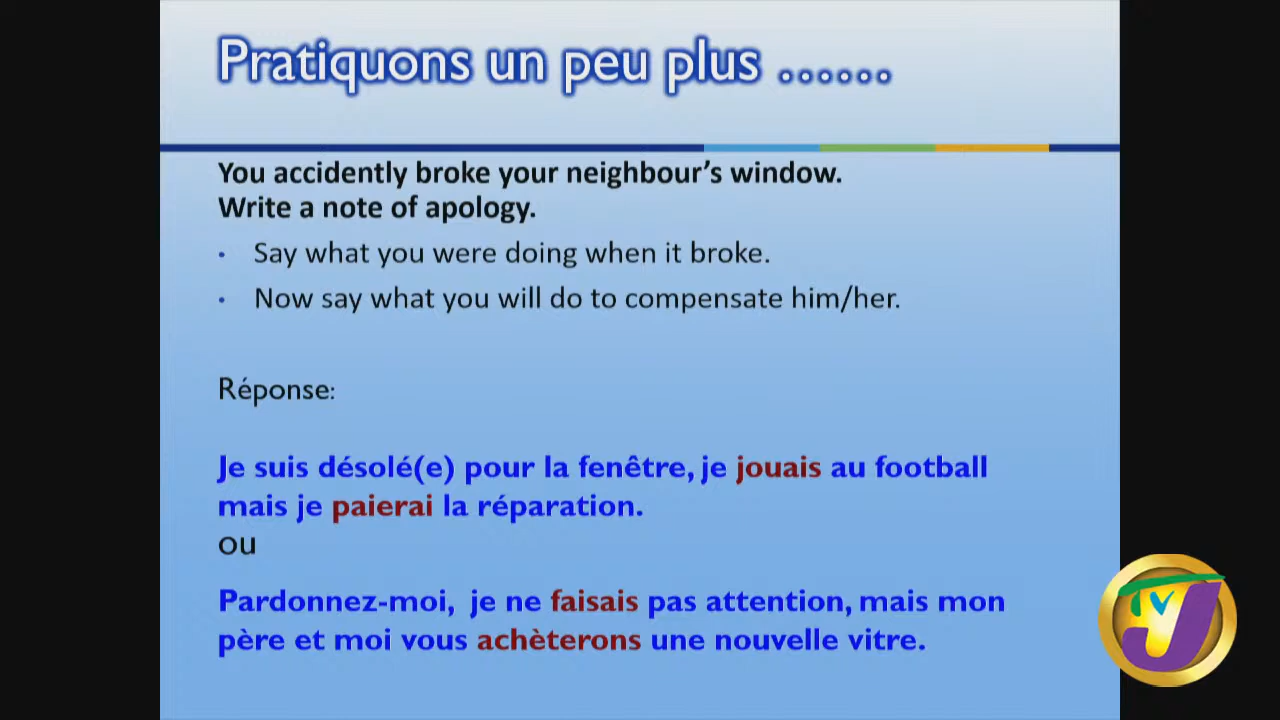 Pratiquons un peu plus ......
You accidently broke your neighbour's window.
Write a note of apology.
• Say what you were doing when it broke.
• Now say what you will do to compensate him/her.
Réponse:
Je suis désolé(e) pour la fenêtre, je jouais au football
mais je paierai la réparation.
ou
Pardonnez-moi, je ne faisais pas attention, mais mon
père et moi vous achèterons une nouvelle vitre.
TVJ